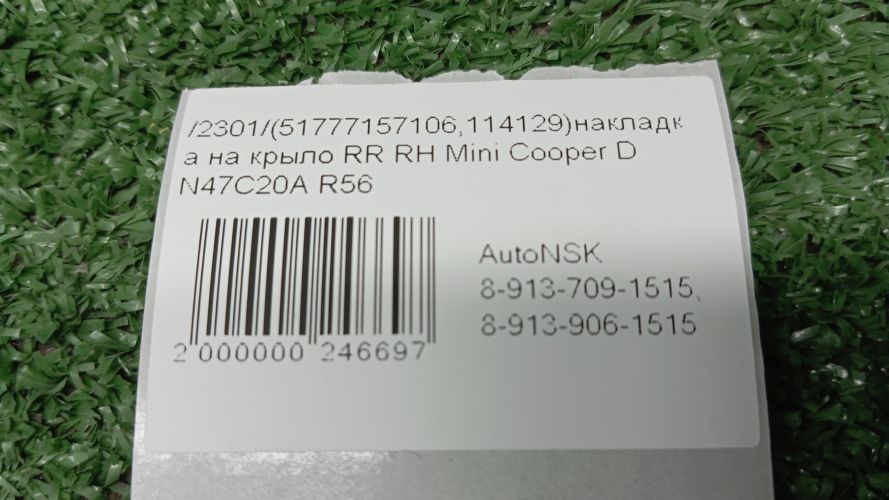 /2301/(51777157106,114129)накладк
а на крыло RR RH Mini Cooper D
N47C20A R56
AutoNSK
8-913-709-1515,
8-913-906-1515
2 000000 246697